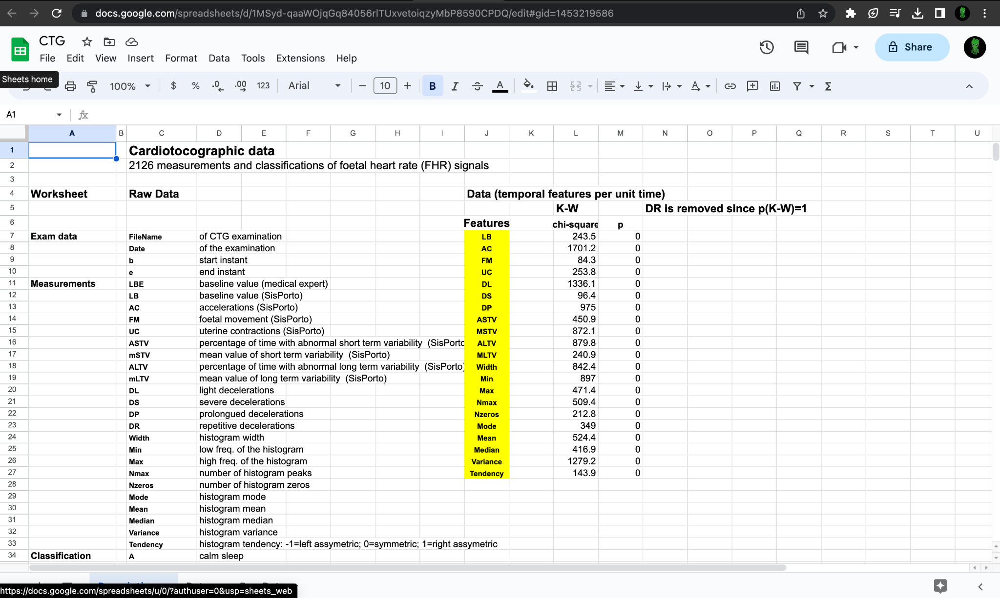 docs.google.com/spreadsheets/d/1MSyd-qaaWOjqGq84056rlTUxvetoiqzyMbP8590CPDQ/edit#gid=1453219586
CTG
File Edit View Insert Format Data Tools Extensions Help
Share
Sheets home
100% $ % .0 .00 123 Arial 10 B I S A
A1 fx
A B C D E F G H I J K L M N O P Q R S T U
1 Cardiotocographic data
2 2126 measurements and classifications of foetal heart rate (FHR) signals
3
4 Worksheet Raw Data Data (temporal features per unit time)
5 K-W DR is removed since p(K-W)=1
6 Features chi-square p
7 Exam data FileName of CTG examination LB 243.5 0
8 Date of the examination AC 1701.2 0
9 b start instant FM 84.3 0
10 e end instant UC 253.8 0
11 Measurements LBE baseline value (medical expert) DL 1336.1 0
12 LB baseline value (SisPorto) DS 96.4 0
13 AC accelerations (SisPorto) DP 975 0
14 FM foetal movement (SisPorto) ASTV 450.9 0
15 UC uterine contractions (SisPorto) MSTV 872.1 0
16 ASTV percentage of time with abnormal short term variability (SisPorto ALTV 879.8 0
17 mSTV mean value of short term variability (SisPorto) MLTV 240.9 0
18 ALTV percentage of time with abnormal long term variability (SisPorto) Width 842.4 0
19 mLTV mean value of long term variability (SisPorto) Min 897 0
20 DL light decelerations Max 471.4 0
21 DS severe decelerations Nmax 509.4 0
22 DP prolongued decelerations Nzeros 212.8 0
23 DR repetitive decelerations Mode 349 0
24 Width histogram width Mean 524.4 0
25 Min low freq. of the histogram Median 416.9 0
26 Max high freq. of the histogram Variance 1279.2 0
27 Nmax number of histogram peaks Tendency 143.9 0
28 Nzeros number of histogram zeros
29 Mode histogram mode
30 Mean histogram mean
31 Median histogram median
32 Variance histogram variance
33 Tendency histogram tendency: -1=left assymetric; 0=symmetric; 1=right assymetric
34 Classification A calm sleep
https://docs.google.com/spreadsheets/u/0/?authuser=0&usp=sheets_web